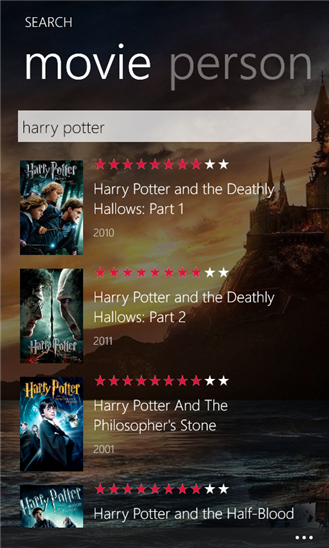 SEARCH
movie person
harry potter
Harry Potter
Harry Potter and the Deathly
Hallows: Part 1
2010
Harry Potter and the Deathly
Hallows: Part 2
2011
Harry Potter
Harry Potter
Harry Potter And The
Philosopher's Stone
2001
Harry Potter
Harry Potter and the Half-Blood